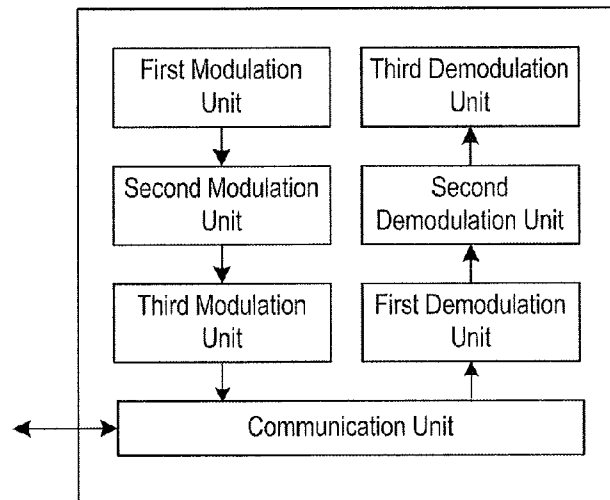 First Modulation
Unit
Third Demodulation
Unit
Second Modulation
Unit
Second
Demodulation Unit
Third Modulation
Unit
First Demodulation
Unit
Communication Unit